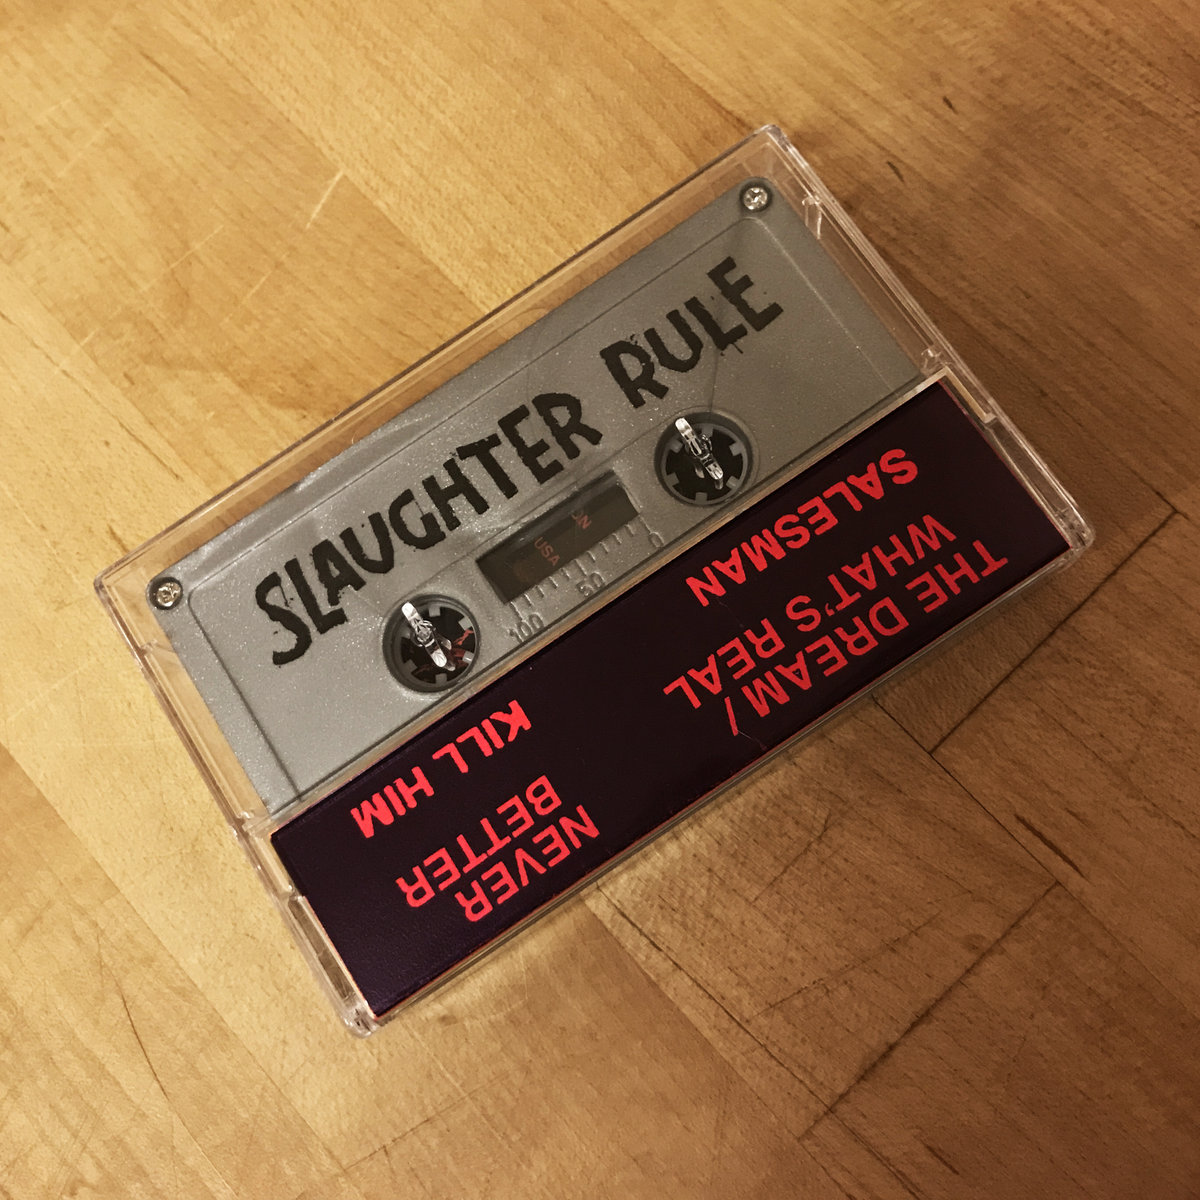 SLAUGHTER RULE
USA
100 50 0
THE DREAM /
WHAT'S REAL
SALESMAN
NEVER
BETTER
KILL HIM